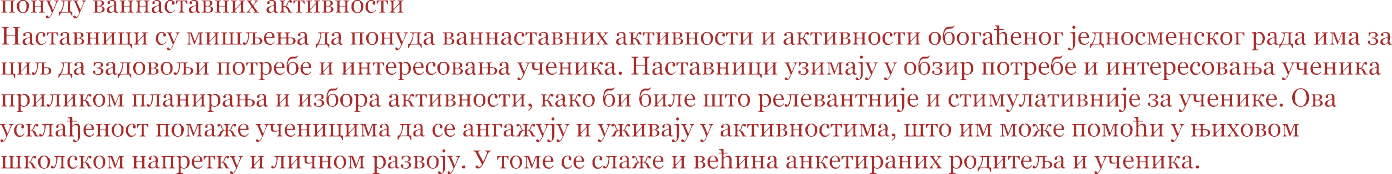 понуду ваннаставних активности
Наставници су мишљења да понуда ваннаставних активности и активности обогаћеног једносменског рада има за
циљ да задовољи потребе и интересовања ученика. Наставници узимају у обзир потребе и интересовања ученика
приликом планирања и избора активности, како би биле што релевантније и стимулативније за ученике. Ова
усклађеност помаже ученицима да се ангажују и уживају у активностима, што им може помоћи у њиховом
школском напретку и личном развоју. У томе се слаже и већина анкетираних родитеља и ученика.